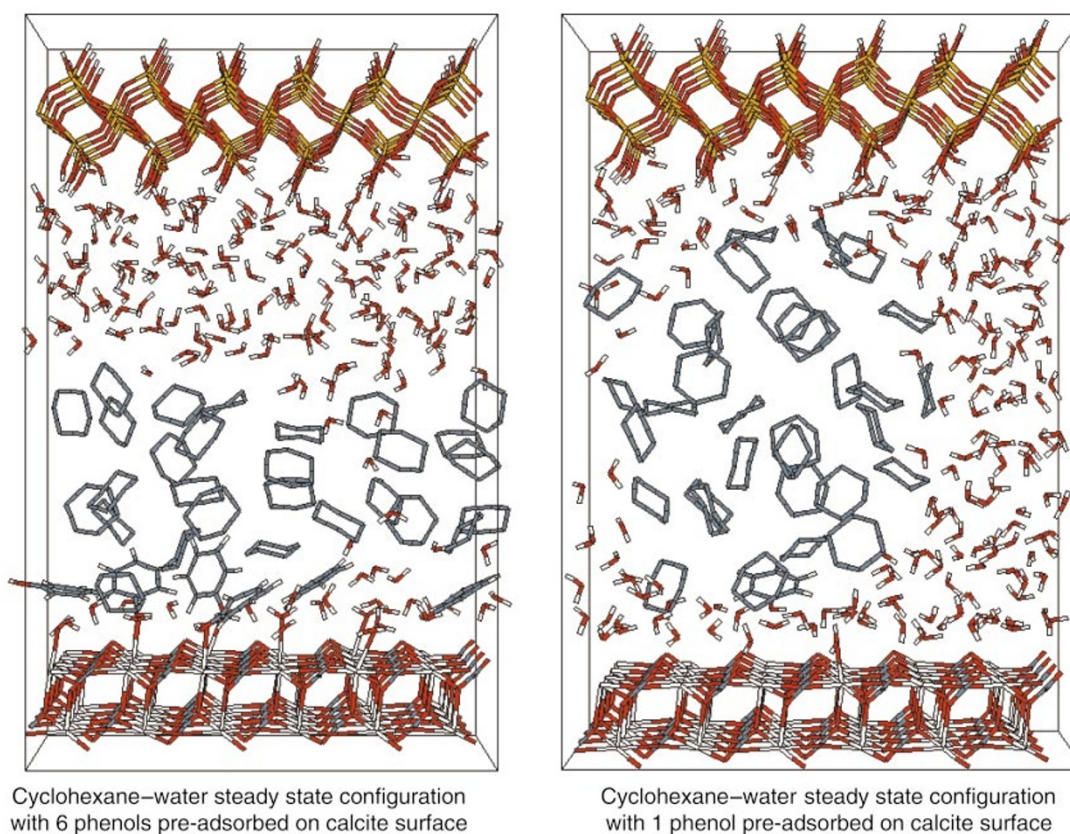 Cyclohexane–water steady state configuration
with 6 phenols pre-adsorbed on calcite surface
Cyclohexane–water steady state configuration
with 1 phenol pre-adsorbed on calcite surface